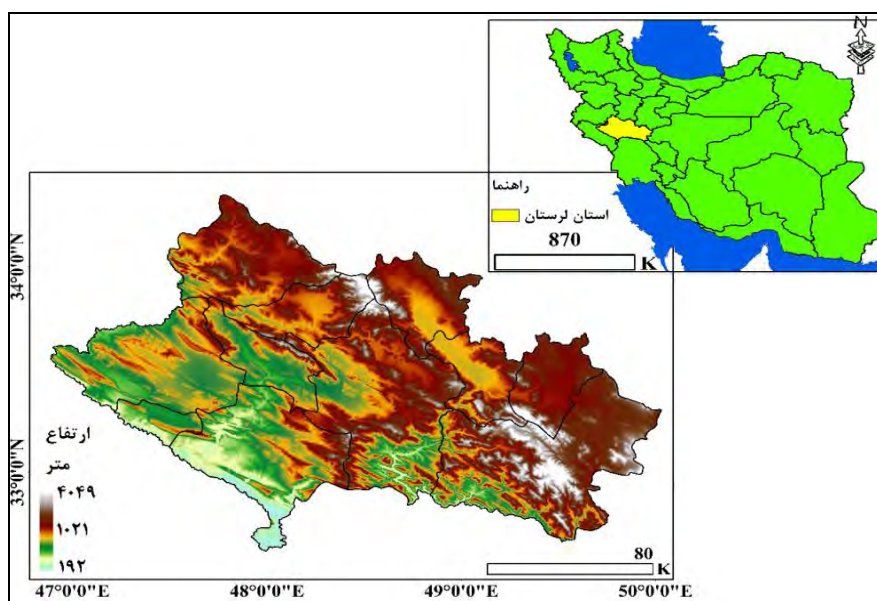 N
راهنما
استان لرستان
870
K
34°0'0"N
33°0'0"N
ارتفاع
متر
۴۰۴۹
۱۰۲۱
۱۹۲
80
K
47°0'0"E
48°0'0"E
49°0'0"E
50°0'0"E